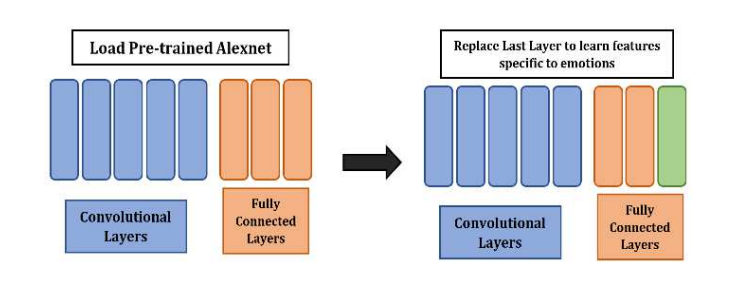 Load Pre-trained Alexnet
Replace Last Layer to learn features
specific to emotions
Convolutional
Layers
Fully
Connected
Layers
Convolutional
Layers
Fully
Connected
Layers